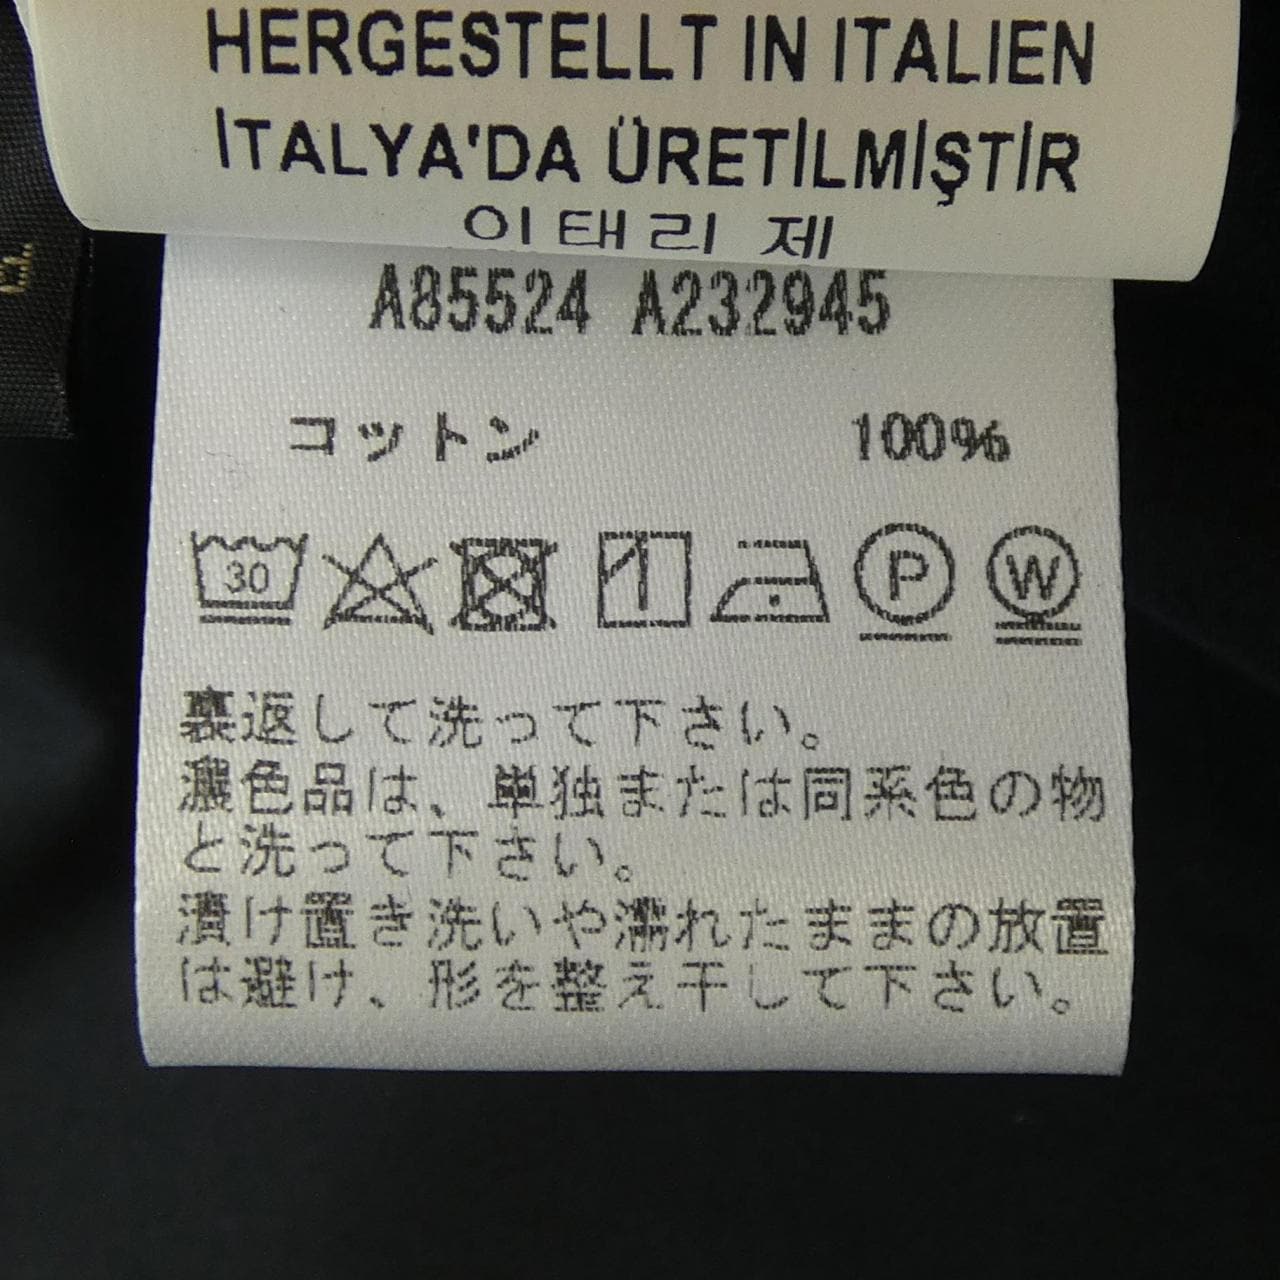 HERGESTELLT IN ITALIEN
İTALYA'DA ÜRETİLMİŞTİR
이태리 제
A85524 A232945
コットン 100%
30 P W
裏返して洗って下さい。
濃色品は、単独または同系色の物
と洗って下さい。
漬け置き洗いや濡れたままの放置
は避け、形を整え干して下さい。